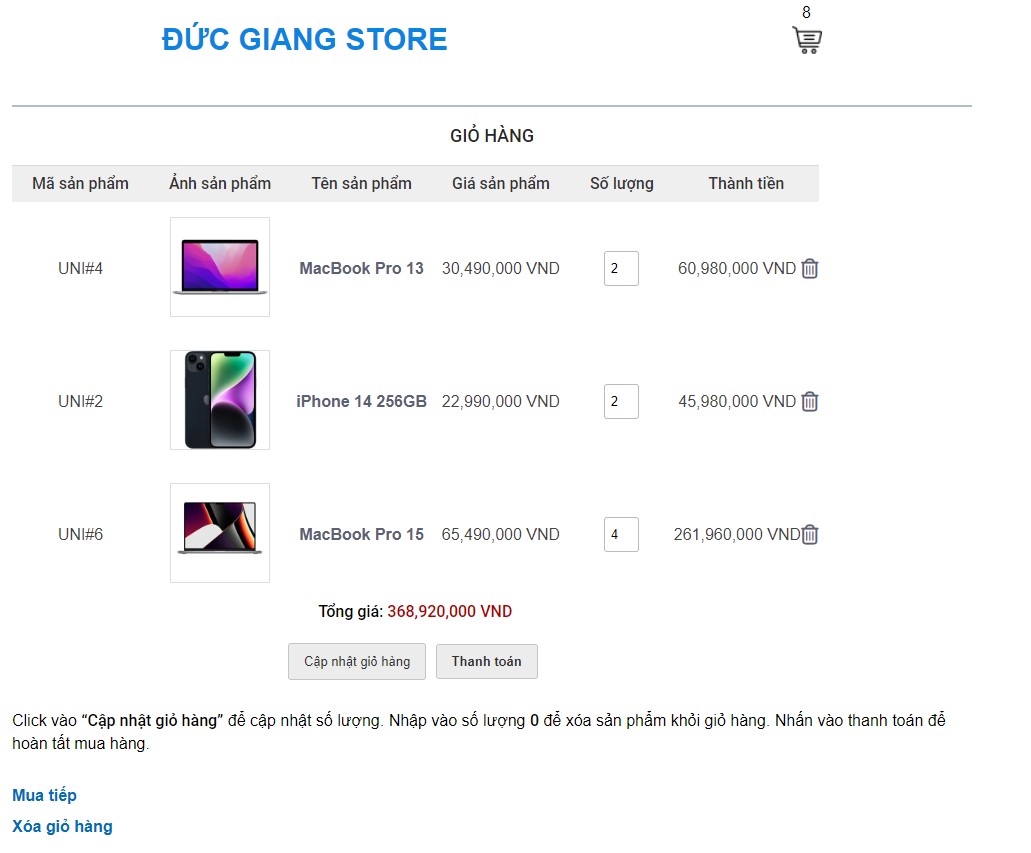 8
ĐỨC GIANG STORE
GIỎ HÀNG
Mã sản phẩm Ảnh sản phẩm Tên sản phẩm Giá sản phẩm Số lượng Thành tiền
UNI#4 MacBook Pro 13 30,490,000 VND 2 60,980,000 VND
UNI#2 iPhone 14 256GB 22,990,000 VND 2 45,980,000 VND
UNI#6 MacBook Pro 15 65,490,000 VND 4 261,960,000 VND
Tổng giá: 368,920,000 VND
Cập nhật giỏ hàng Thanh toán
Click vào “Cập nhật giỏ hàng” để cập nhật số lượng. Nhập vào số lượng 0 để xóa sản phẩm khỏi giỏ hàng. Nhấn vào thanh toán để
hoàn tất mua hàng.
Mua tiếp
Xóa giỏ hàng